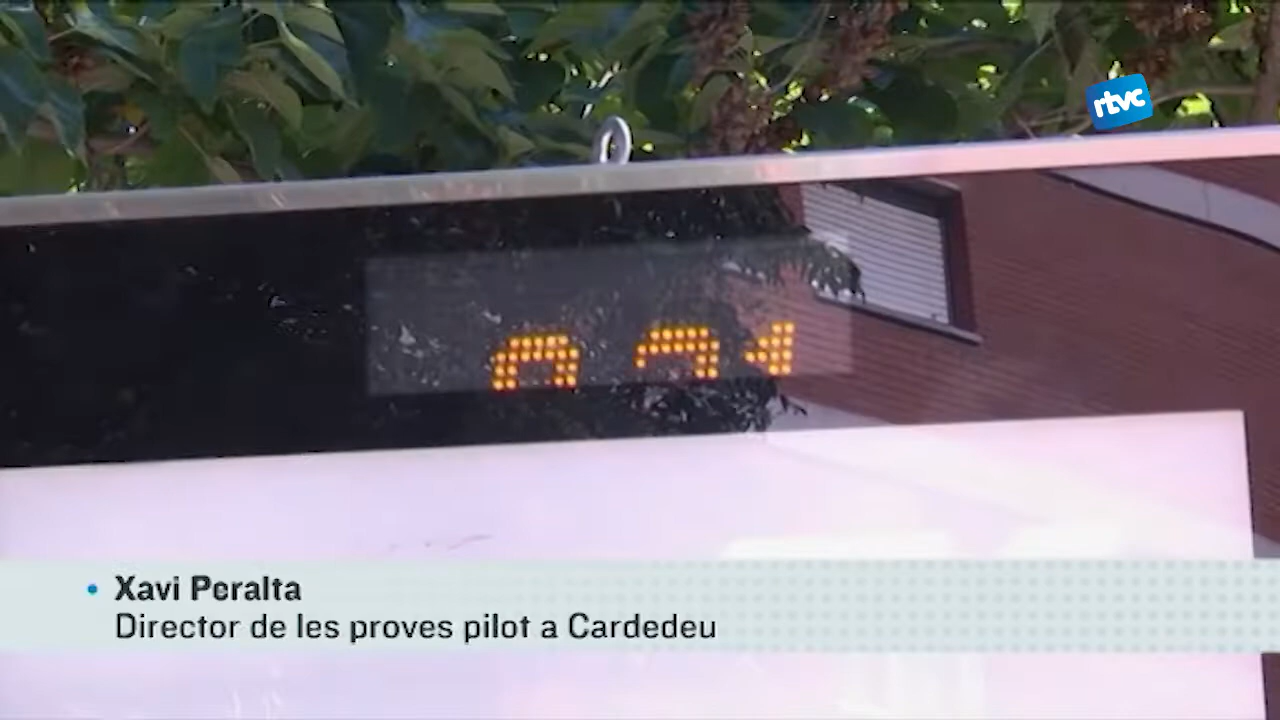 rtvc
Xavi Peralta
Director de les proves pilot a Cardedeu